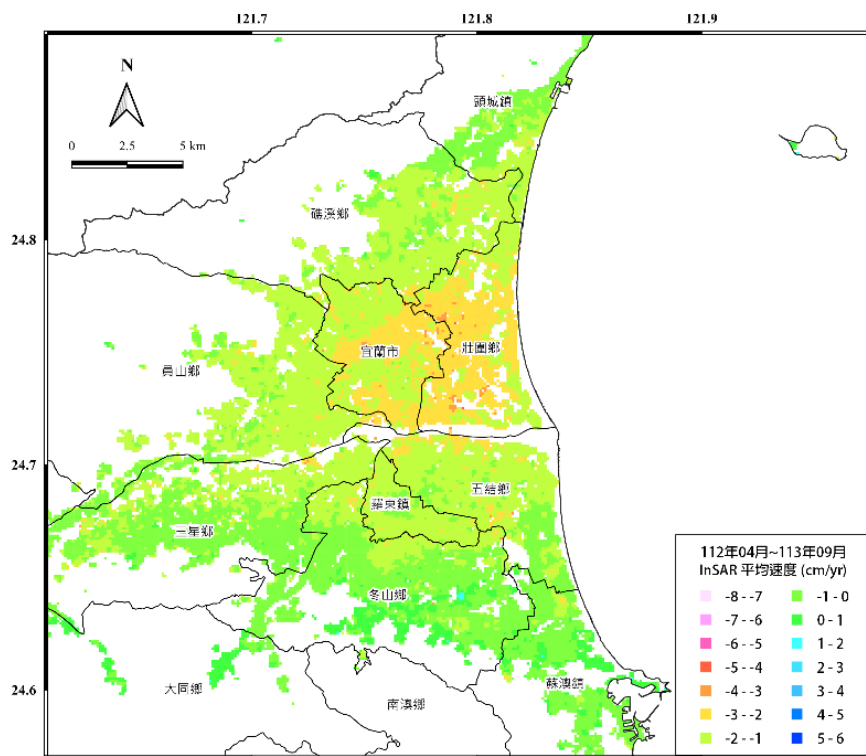 121.7 121.8 121.9
N
0 2.5 5 km
頭城鎮
礁溪鄉
24.8
宜蘭市
壯圍鄉
員山鄉
24.7
五結鄉
羅東鎮
三星鄉
冬山鄉
24.6
大同鄉
南澳鄉
蘇澳鎮
112年04月~113年09月
InSAR 平均速度 (cm/yr)
-8 - -7 -1 - 0
-7 - -6 0 - 1
-6 - -5 1 - 2
-5 - -4 2 - 3
-4 - -3 3 - 4
-3 - -2 4 - 5
-2 - -1 5 - 6